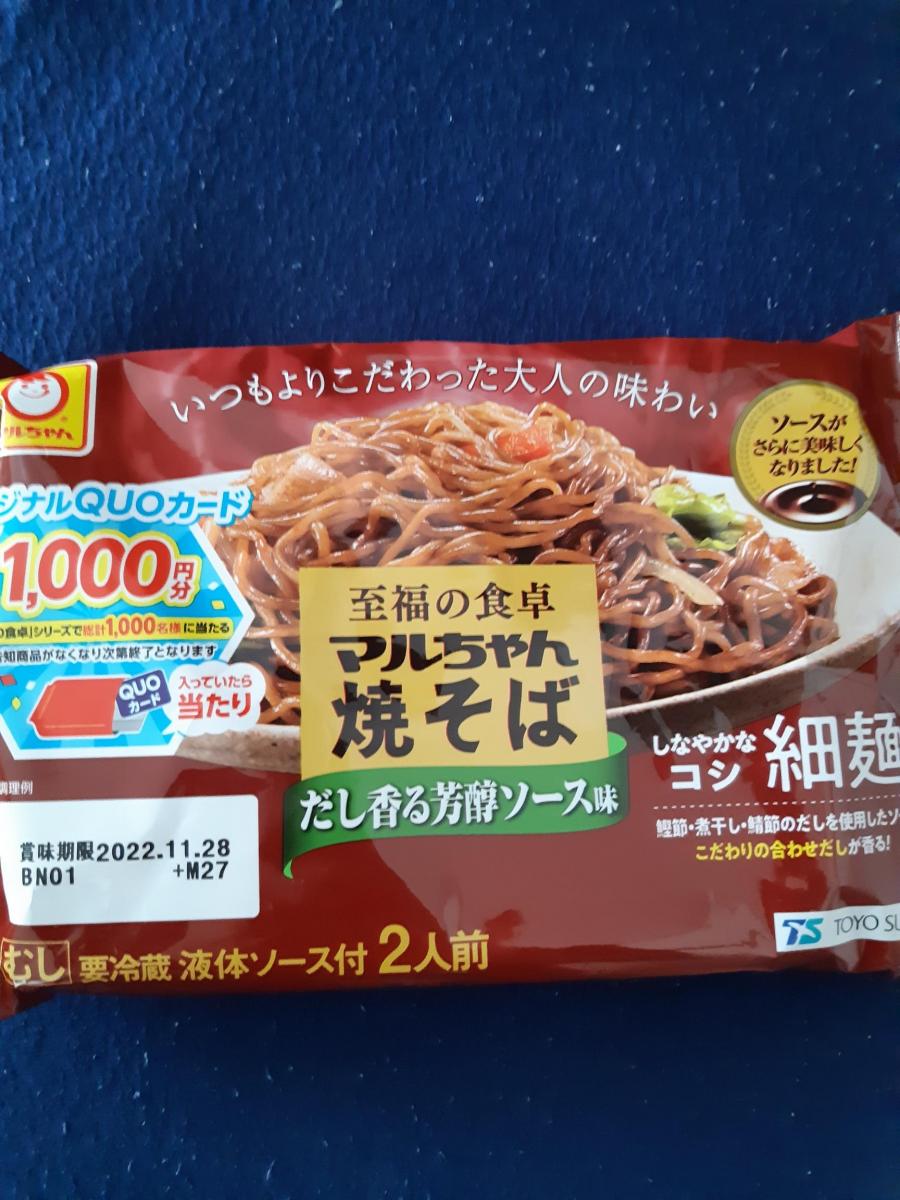 いつもよりこだわった大人の味わい
マルちゃん
ソースが
さらに美味しく
なりました!
ジナルQUOカード
1,000円分
の食卓」シリーズで総計1,000名様に当たる
告知商品がなくなり次第終了となります
QUO
カード
入っていたら
当たり
至福の食卓
マルちゃん
焼そば
だし香る芳醇ソース味
しなやかな
コシ
細麺
鰹節・煮干し・鯖節のだしを使用したソー
こだわりの合わせだしが香る!
調理例
賞味期限2022.11.28
BN01 +M27
TS TOYO SU
むし 要冷蔵 液体ソース付 2人前